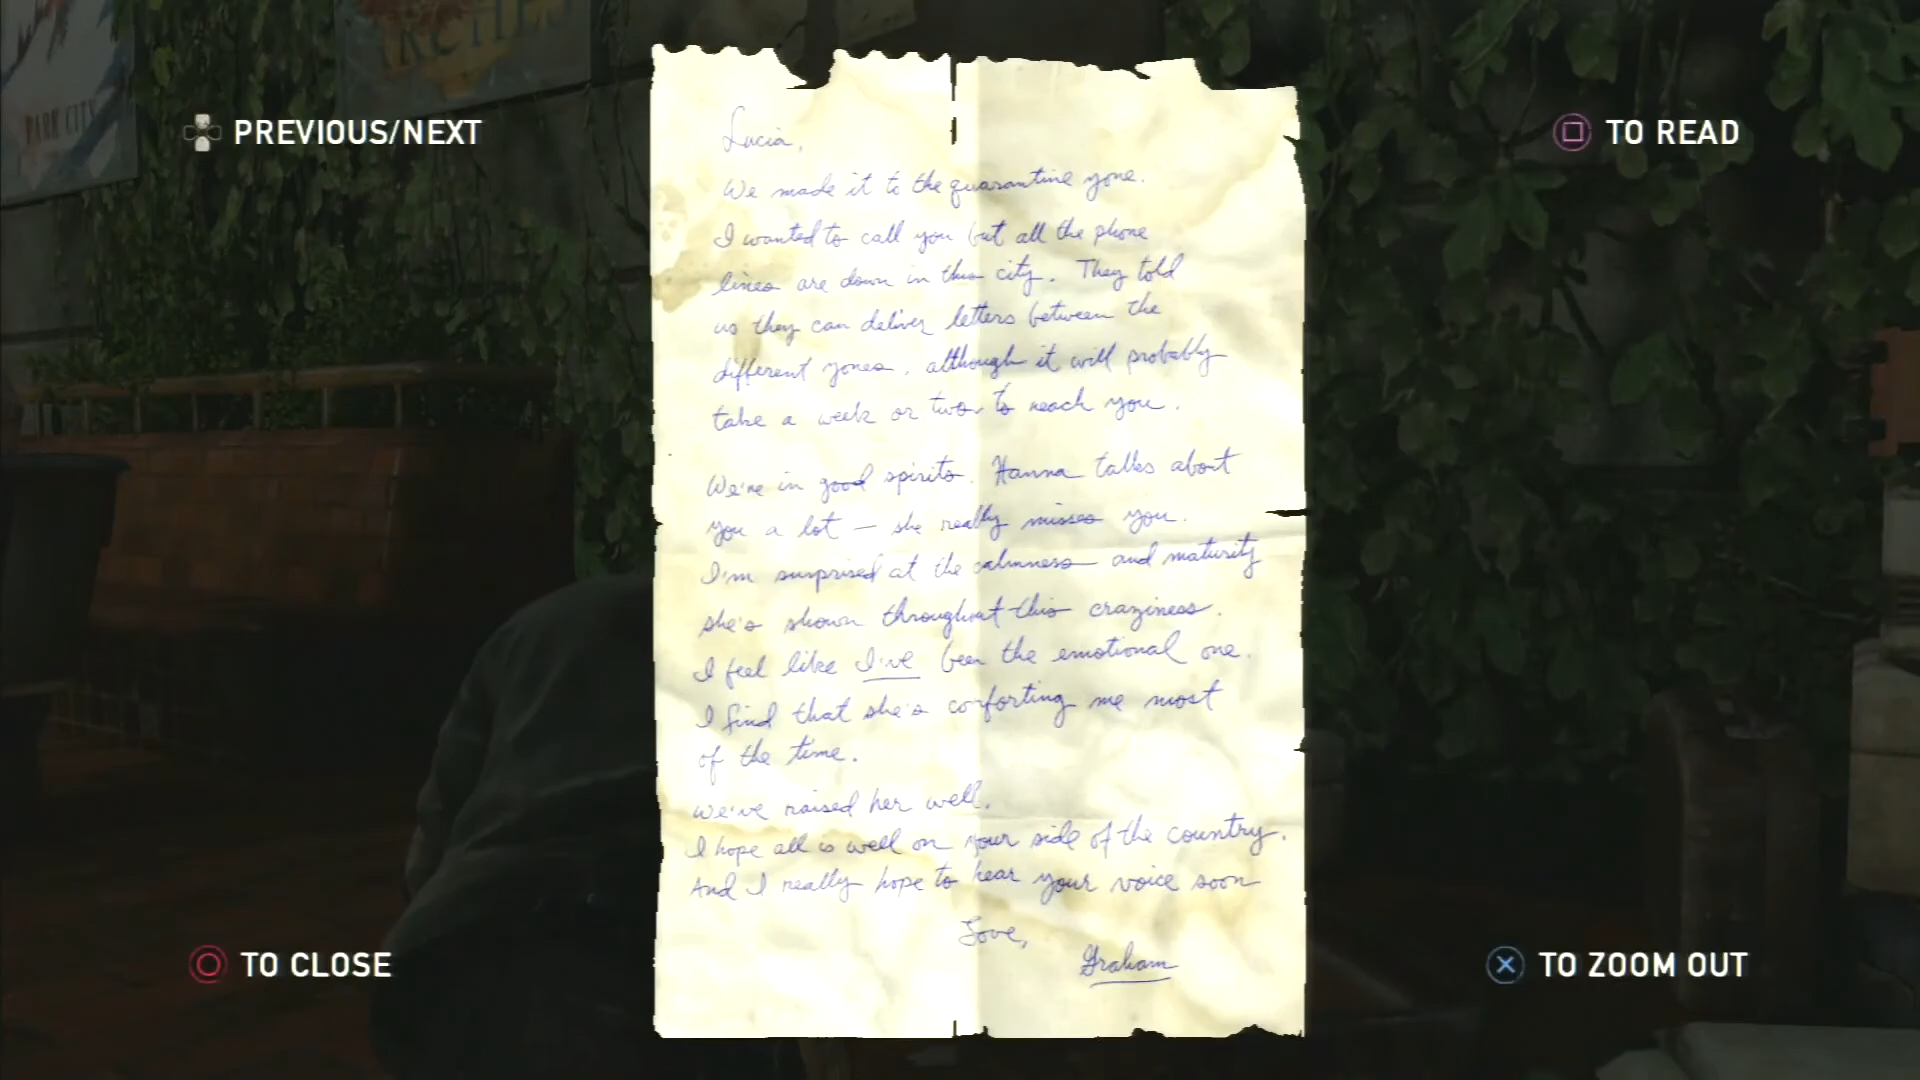 PARK CITY
PREVIOUS/NEXT
TO READ
Lucia,
We made it to the quarantine zone.
I wanted to call you but all the phone
lines are down in this city. They told
us they can deliver letters between the
different zones, although it will probably
take a week or two to reach you.
We're in good spirits. Hanna talks about
you a lot — she really misses you.
I'm surprised at the calmness and maturity
she's shown throughout this craziness.
I feel like I've been the emotional one.
I find that she's comforting me most
of the time.
We've raised her well.
I hope all is well on your side of the country.
And I really hope to hear your voice soon
Love,
Graham
TO CLOSE
TO ZOOM OUT